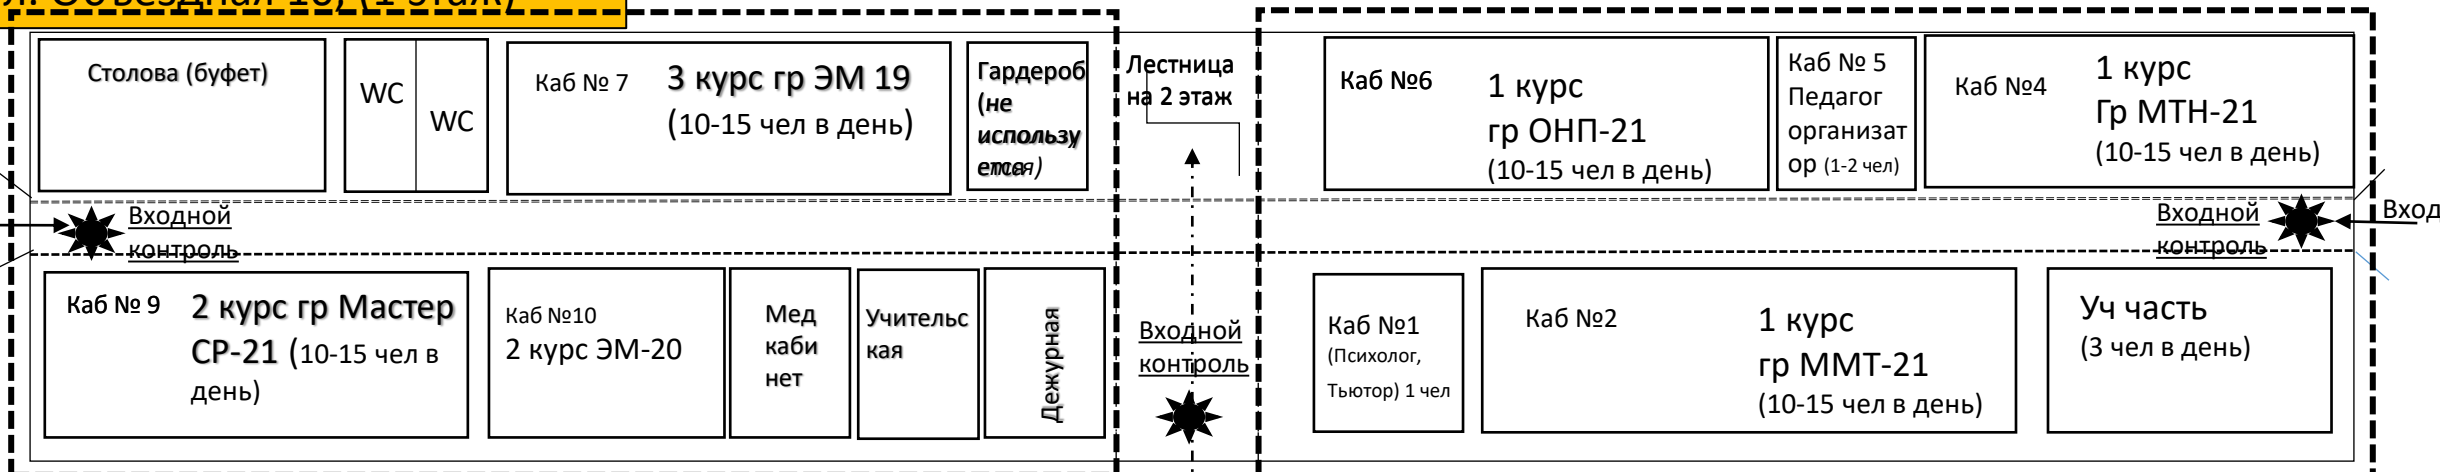 Объездная 10, (1 этаж)
Столова (буфет)
WC
WC
Каб № 7
3 курс гр ЭМ 19
(10-15 чел в день)
Гардероб
(не
использу
ется)
Лестница
на 2 этаж
Каб №6
1 курс
гр ОНП-21
(10-15 чел в день)
Каб № 5
Педагог
организат
ор (1-2 чел)
Каб №4
1 курс
Гр МТН-21
(10-15 чел в день)
Входной
контроль
Входной
контроль
Вход
Каб № 9
2 курс гр Мастер
СР-21 (10-15 чел в
день)
Каб №10
2 курс ЭМ-20
Мед
каби
нет
Учительс
кая
Дежурная
Входной
контроль
Каб №1
(Психолог,
Тьютор) 1 чел
Каб №2
1 курс
гр ММТ-21
(10-15 чел в день)
Уч часть
(3 чел в день)